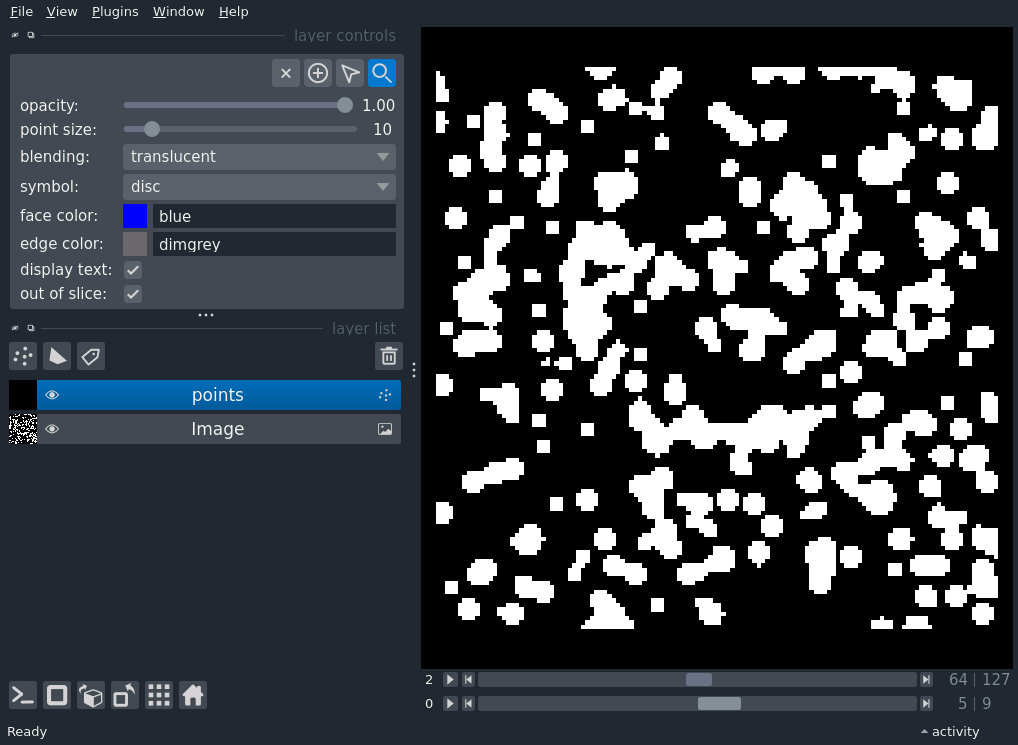 File View Plugins Window Help
layer controls
opacity: 1.00
point size: 10
blending: translucent
symbol: disc
face color: blue
edge color: dimgrey
display text:
out of slice:
layer list
points
Image
2 64 | 127
0 5 | 9
Ready activity